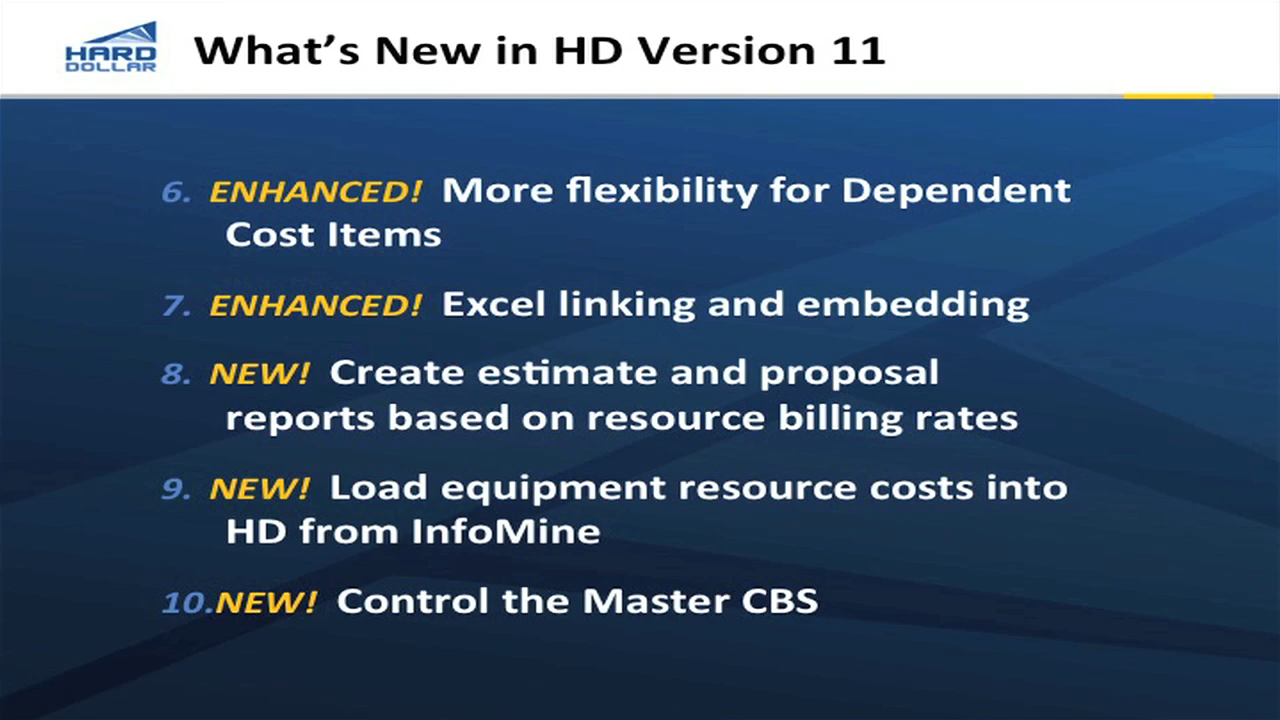 HARD
DOLLAR
What's New in HD Version 11
6. ENHANCED! More flexibility for Dependent
Cost Items
7. ENHANCED! Excel linking and embedding
8. NEW! Create estimate and proposal
reports based on resource billing rates
9. NEW! Load equipment resource costs into
HD from InfoMine
10. NEW! Control the Master CBS